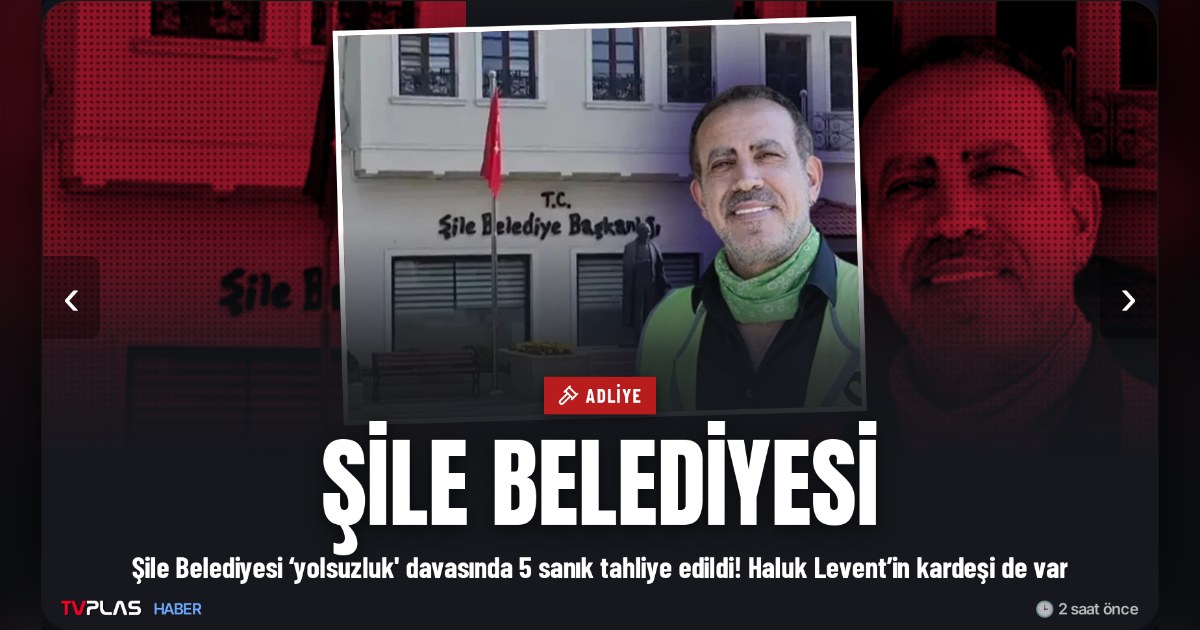 T.C.
Şile Belediye Başkanlığı
Şile B
ADLİYE
ŞİLE BELEDİYESİ
Şile Belediyesi ‘yolsuzluk' davasında 5 sanık tahliye edildi! Haluk Levent’in kardeşi de var
TVPLAS HABER
2 saat önce